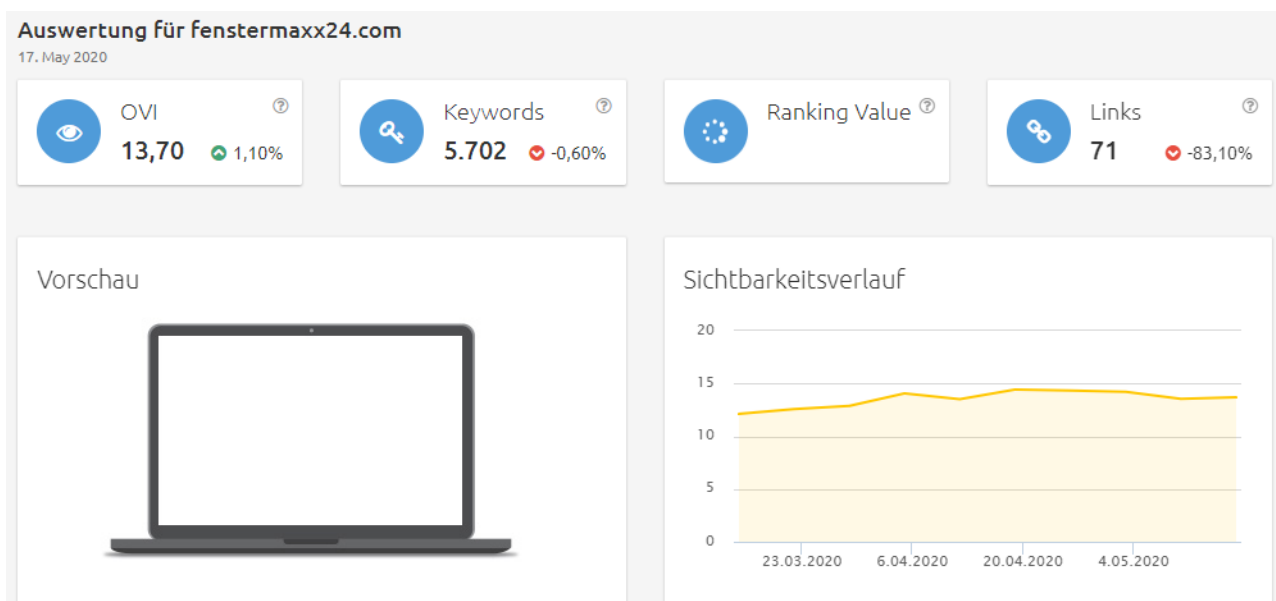 Auswertung für fenstermaxx24.com
17. May 2020
OVI ?
13,70 1,10%
Keywords ?
5.702 -0,60%
Ranking Value ?
Links ?
71 -83,10%
Vorschau
Sichtbarkeitsverlauf
20
15
10
5
0
23.03.2020 6.04.2020 20.04.2020 4.05.2020